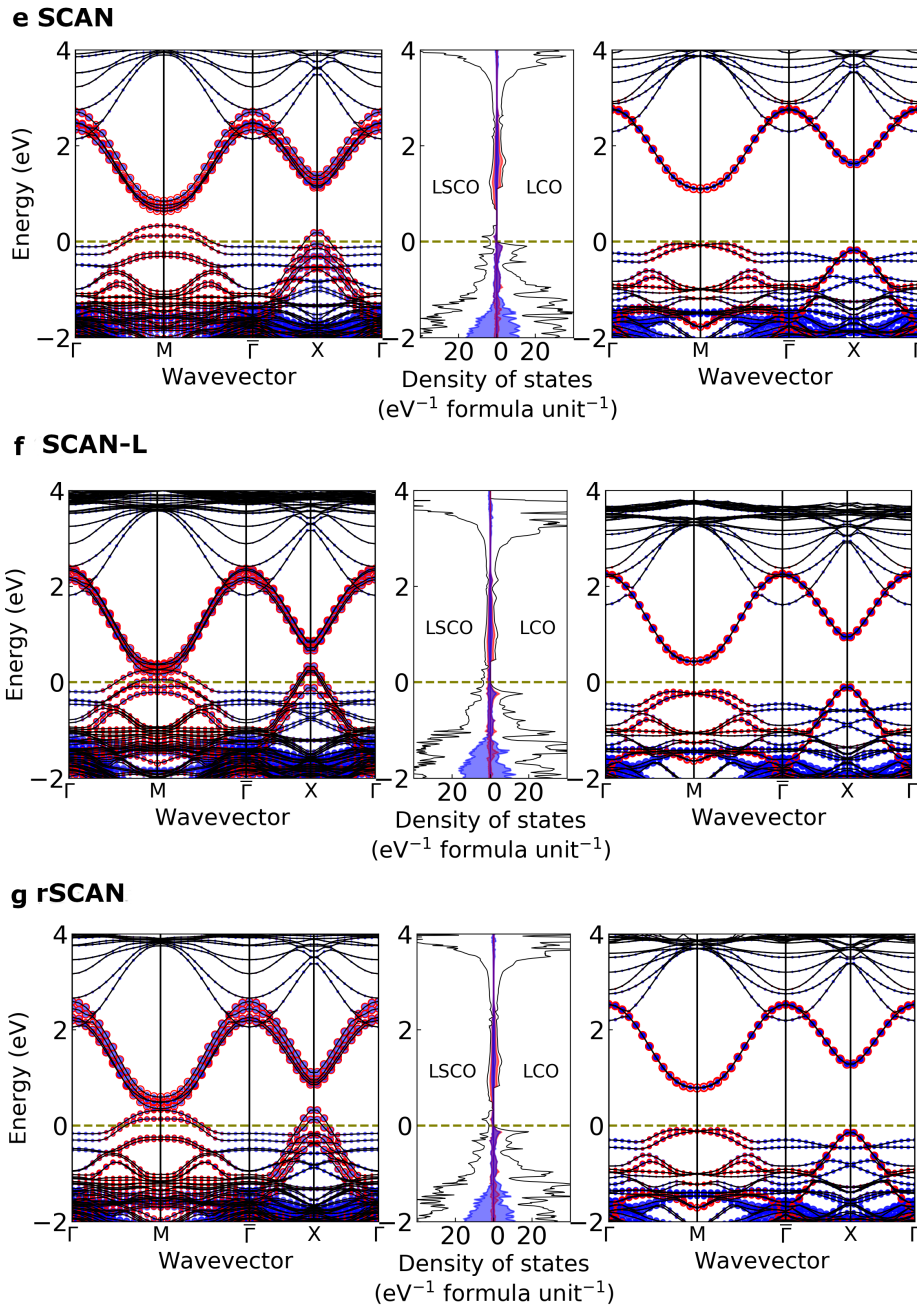 e SCAN
4
2
0
−2
Energy (eV)
Γ M Γ̅ X Γ
Wavevector
4
2
0
−2
LSCO LCO
20 0 20
Density of states
(eV⁻¹ formula unit⁻¹)
4
2
0
−2
Γ M Γ̅ X Γ
Wavevector
f SCAN-L
4
2
0
−2
Energy (eV)
Γ M Γ̅ X Γ
Wavevector
4
2
0
−2
LSCO LCO
20 0 20
Density of states
(eV⁻¹ formula unit⁻¹)
4
2
0
−2
Γ M Γ̅ X Γ
Wavevector
g rSCAN
4
2
0
−2
Energy (eV)
Γ M Γ̅ X Γ
Wavevector
4
2
0
−2
LSCO LCO
20 0 20
Density of states
(eV⁻¹ formula unit⁻¹)
4
2
0
−2
Γ M Γ̅ X Γ
Wavevector